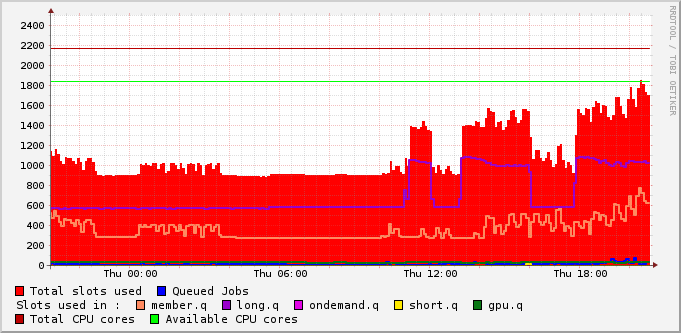 2400
2200
2000
1800
1600
1400
1200
1000
800
600
400
200
0
Thu 00:00 Thu 06:00 Thu 12:00 Thu 18:00
RRDTOOL / TOBI OETIKER
Total slots used Queued Jobs
Slots used in : member.q long.q ondemand.q short.q gpu.q
Total CPU cores Available CPU cores